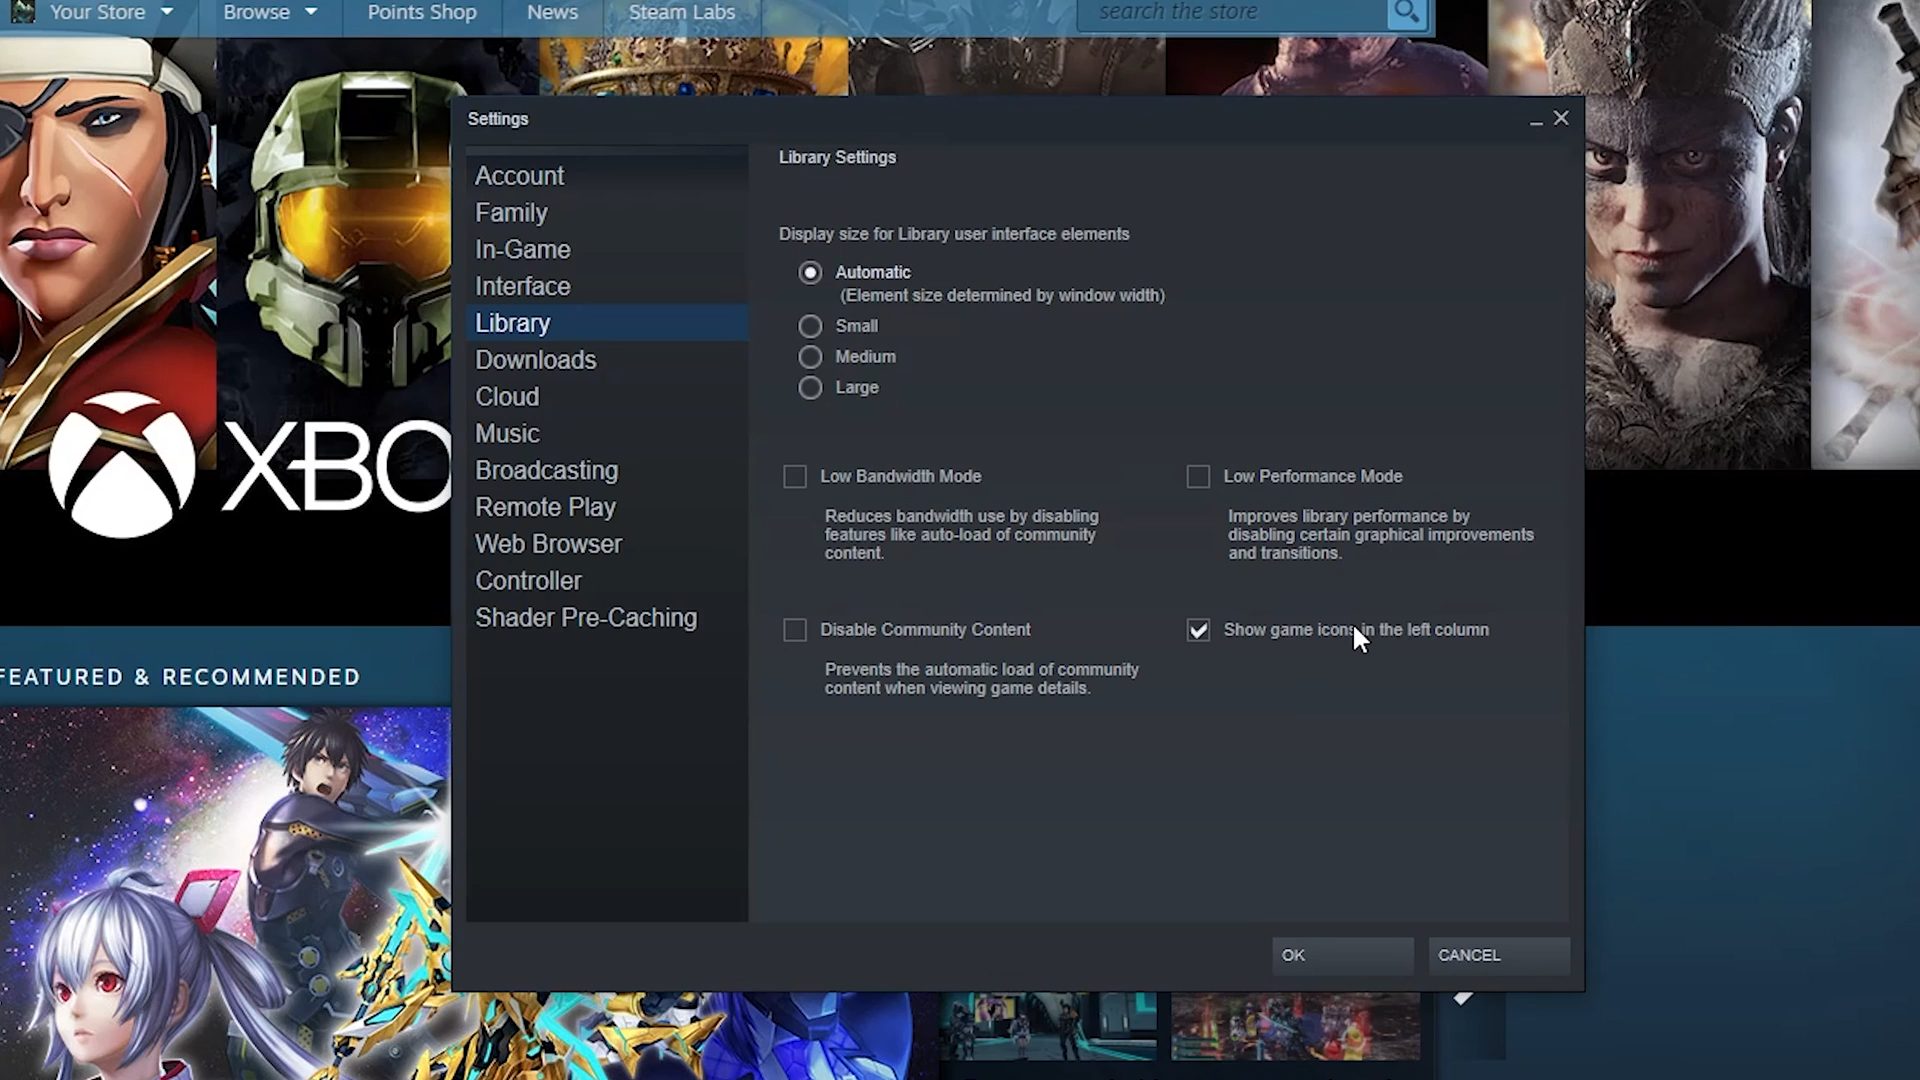 Your Store
Browse
Points Shop
News
Steam Labs
search the store
Settings
Account
Family
In-Game
Interface
Library
Downloads
Cloud
Music
Broadcasting
Remote Play
Web Browser
Controller
Shader Pre-Caching
Library Settings
Display size for Library user interface elements
Automatic
(Element size determined by window width)
Small
Medium
Large
Low Bandwidth Mode
Reduces bandwidth use by disabling
features like auto-load of community
content.
Low Performance Mode
Improves library performance by
disabling certain graphical improvements
and transitions.
Disable Community Content
Prevents the automatic load of community
content when viewing game details.
Show game icons in the left column
OK
CANCEL
XBO
FEATURED & RECOMMENDED